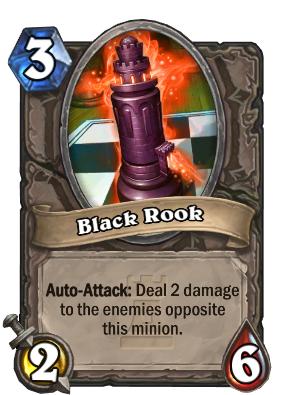 3
Black Rook
Auto-Attack: Deal 2 damage
to the enemies opposite
this minion.
2
6